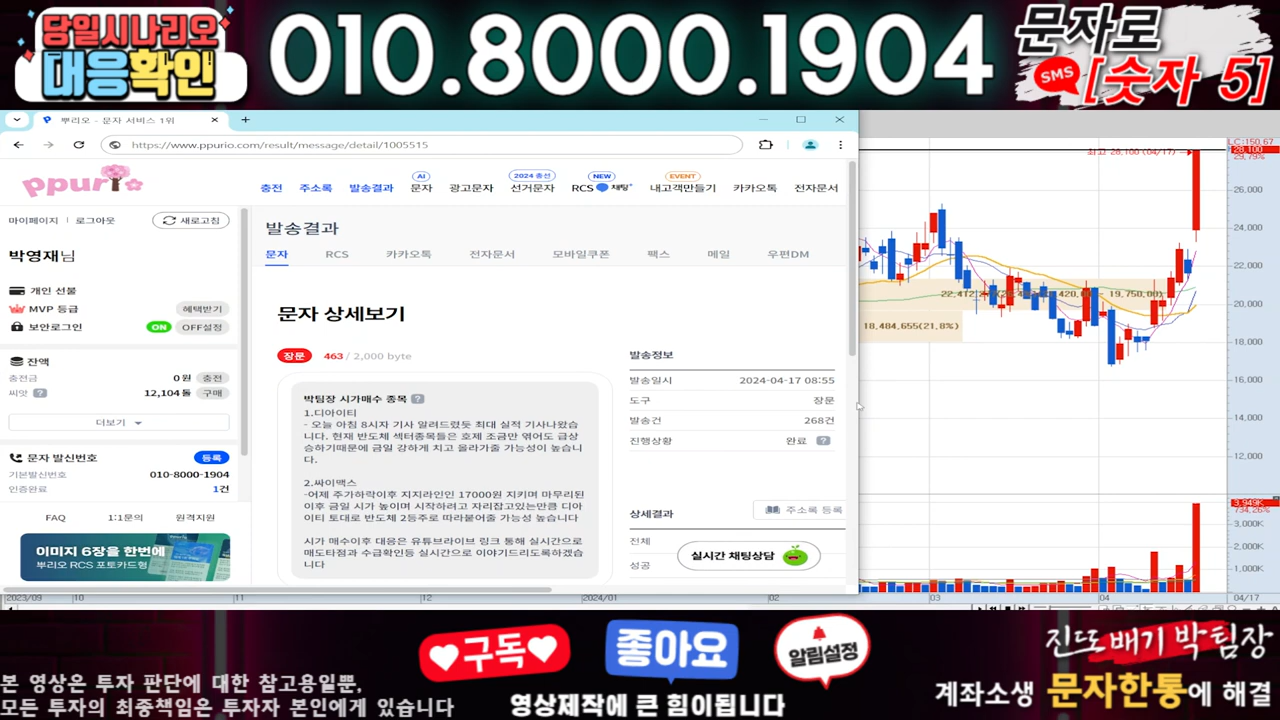 당일시나리오
대응확인
010.8000.1904
문자로
SMS
[숫자 5]
뿌리오 - 문자 서비스 1위
https://www.ppurio.com/result/message/detail/1005515
ppurio
AI
2024 총선
NEW
EVENT
충전 주소록 발송결과 문자 광고문자 선거문자 RCS 채팅+ 내고객만들기 카카오톡 전자문서
마이페이지 | 로그아웃
새로고침
박영재님
개인 선불
MVP 등급 혜택받기
보안로그인 ON OFF설정
잔액
충전금 0 원 충전
씨앗 ? 12,104 톨 구매
더보기
문자 발신번호 등록
기본발신번호 010-8000-1904
인증완료 1건
FAQ 1:1문의 원격지원
이미지 6장을 한번에
뿌리오 RCS 포토카드형
발송결과
문자 RCS 카카오톡 전자문서 모바일쿠폰 팩스 메일 우편DM
문자 상세보기
장문 463 / 2,000 byte
박팀장 시가매수 종목 ?
1.디아이티
- 오늘 아침 8시자 기사 알려드렸듯 최대 실적 기사나왔습
니다. 현재 반도체 섹터종목들은 호제 조금만 엮어도 급상
승하기때문에 금일 강하게 치고 올라가줄 가능성이 높습니
다.
2.싸이맥스
-어제 주가하락이후 지지라인인 17000원 지키며 마무리된
이후 금일 시가 높이며 시작하려고 자리잡고있는만큼 디아
이티 토대로 반도체 2등주로 따라붙어줄 가능성 높습니다
시가 매수이후 대응은 유튜브라이브 링크 통해 실시간으로
매도타점과 수급확인등 실시간으로 이야기드리도록하겠습
니다
발송정보
발송일시 2024-04-17 08:55
도구 장문
발송건 268건
진행상황 완료 ?
상세결과
주소록 등록
전체
성공
실시간 채팅상담
LC:150.67
최고 28,100 (04/17)
28,100
29.79%
26,000
24,000
22,000
20,000
18,000
16,000
14,000
12,000
19,750.00)
18,484,655(21.8%)
3,949K
734.26%
3,000K
2,000K
1,000K
2023/09 10 11 12 2024/01 02 03 04 04/17
구독
좋아요
알림설정
진또배기 박팀장
본 영상은 투자 판단에 대한 참고용일뿐,
모든 투자의 최종책임은 투자자 본인에게 있습니다
영상제작에 큰 힘이됩니다
계좌소생 문자한통에 해결